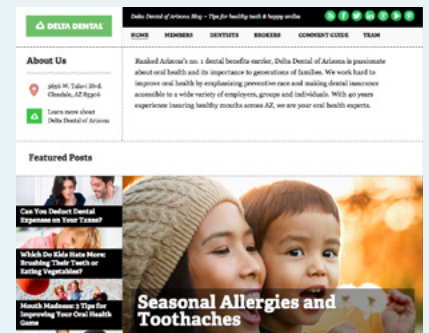 DELTA DENTAL
Delta Dental of Arizona Blog – Tips for healthy teeth & happy smiles
HOME MEMBERS DENTISTS BROKERS COMMENT GUIDE TEAM
About Us
5656 W. Talavi Blvd.
Glendale, AZ 85306
Learn more about
Delta Dental of Arizona
Ranked Arizona's no. 1 dental benefits carrier, Delta Dental of Arizona is passionate
about oral health and its importance to generations of families. We work hard to
improve oral health by emphasizing preventive care and making dental insurance
accessible to a wide variety of employers, groups and individuals. With 40 years
experience insuring healthy mouths across AZ, we are your oral health experts.
Featured Posts
Can You Deduct Dental
Expenses on Your Taxes?
Which Do Kids Hate More:
Brushing Their Teeth or
Eating Vegetables?
Mouth Madness: 3 Tips for
Improving Your Oral Health
Game
Seasonal Allergies and
Toothaches